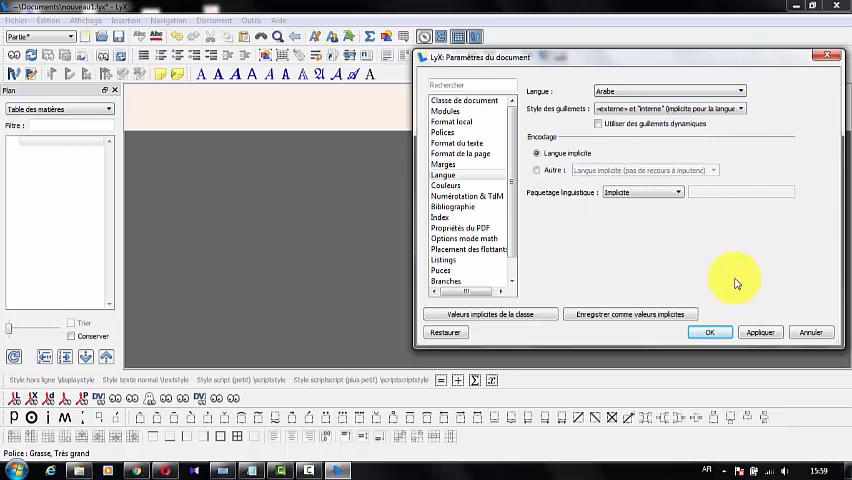 ~\Documents\nouveau1.lyx* - LyX
Fichier Édition Affichage Insertion Navigation Document Outils Aide
Partie*
Plan
Table des matières
Filtre :
Trier
Conserver
LyX: Paramètres du document
Rechercher
Classe de document
Modules
Format local
Polices
Format du texte
Format de la page
Marges
Langue
Couleurs
Numérotation & TdM
Bibliographie
Index
Propriétés du PDF
Options mode math
Placement des flottants
Listings
Puces
Branches
Langue :
Arabe
Style des guillemets :
«externe» et "interne" (implicite pour la langue
Utiliser des guillemets dynamiques
Encodage
Langue implicite
Autre :
Langue implicite (pas de recours à inputenc)
Paquetage linguistique :
Implicite
Valeurs implicites de la classe
Enregistrer comme valeurs implicites
Restaurer
OK
Appliquer
Annuler
Style hors ligne \displaystyle Style texte normal \textstyle Style script (petit) \scriptstyle Style scriptscript (plus petit) \scriptscriptstyle
Police : Grasse, Très grand
AR
15:59